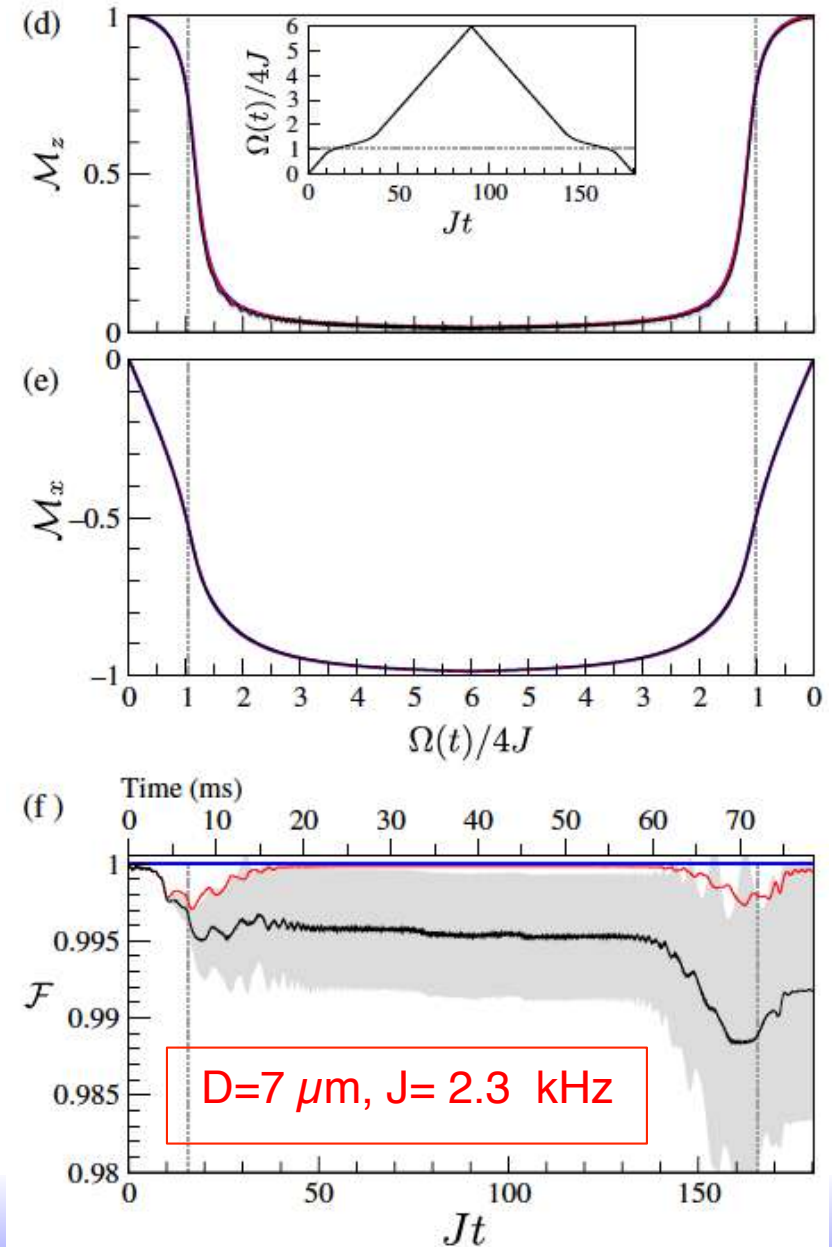 (d)
1
0.5
0
ℳz
6
5
4
3
2
1
0
Ω(t)/4J
0 50 100 150
Jt
(e)
0
−0.5
−1
ℳx
0 1 2 3 4 5 6 5 4 3 2 1 0
Ω(t)/4J
(f )
Time (ms)
0 10 20 30 40 50 60 70
1
0.995
0.99
0.985
0.98
ℱ
D=7 µm, J= 2.3 kHz
0 50 100 150
Jt